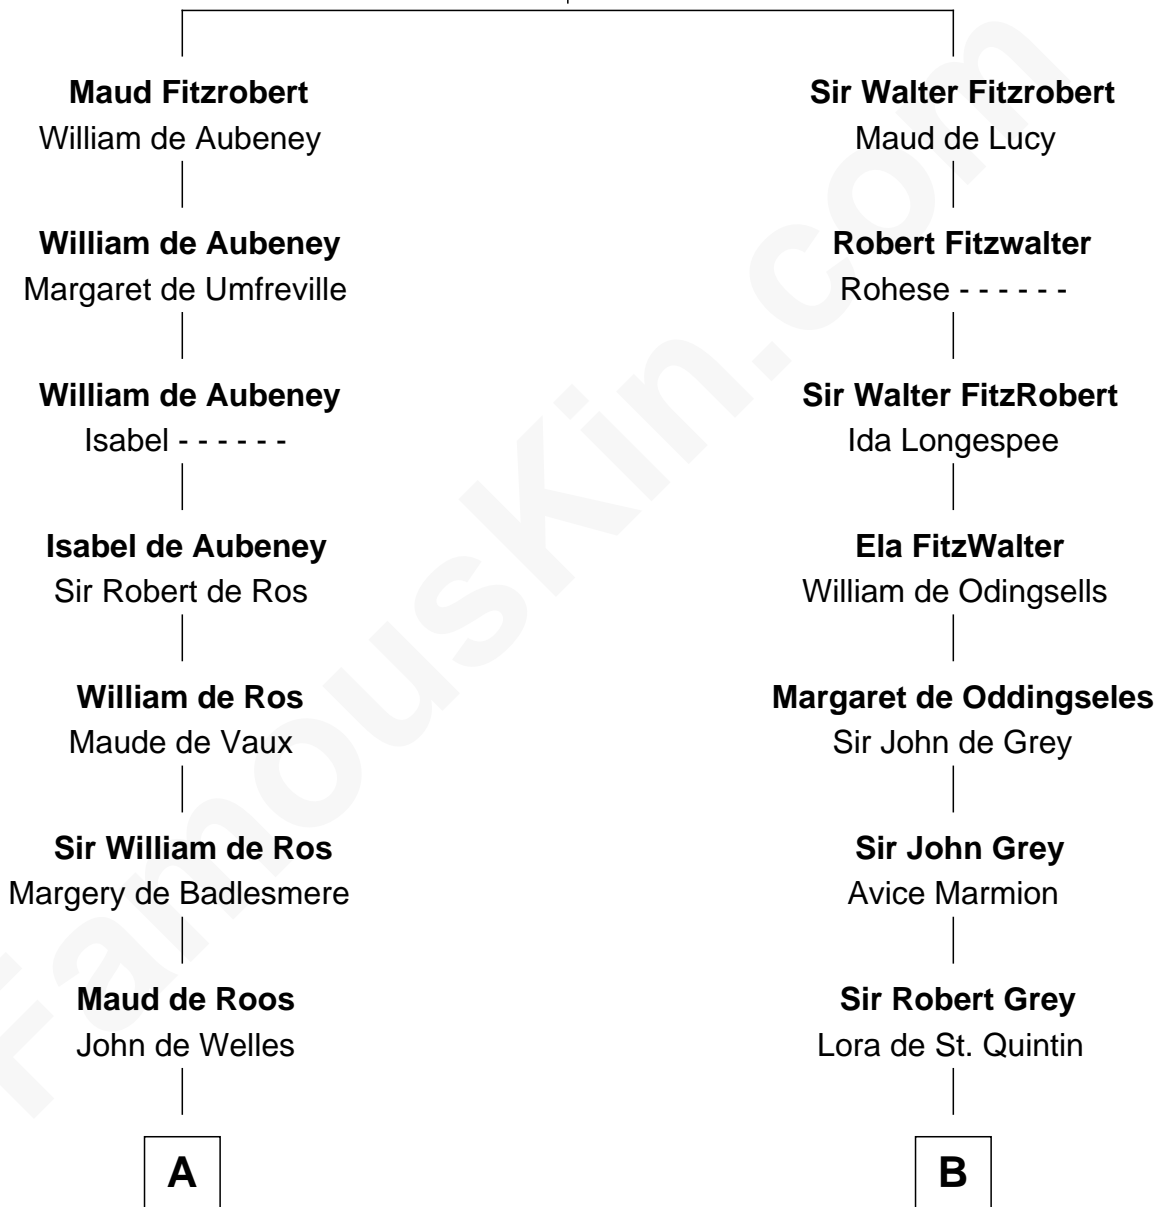 Maud Fitzrobert
William de Aubeney
William de Aubeney
Margaret de Umfreville
William de Aubeney
Isabel - - - - - -
Isabel de Aubeney
Sir Robert de Ros
William de Ros
Maude de Vaux
Sir William de Ros
Margery de Badlesmere
Maud de Roos
John de Welles
A
Sir Walter Fitzrobert
Maud de Lucy
Robert Fitzwalter
Rohese - - - - - -
Sir Walter FitzRobert
Ida Longespee
Ela FitzWalter
William de Odingsells
Margaret de Oddingseles
Sir John de Grey
Sir John Grey
Avice Marmion
Sir Robert Grey
Lora de St. Quintin
B
FamousKin.com